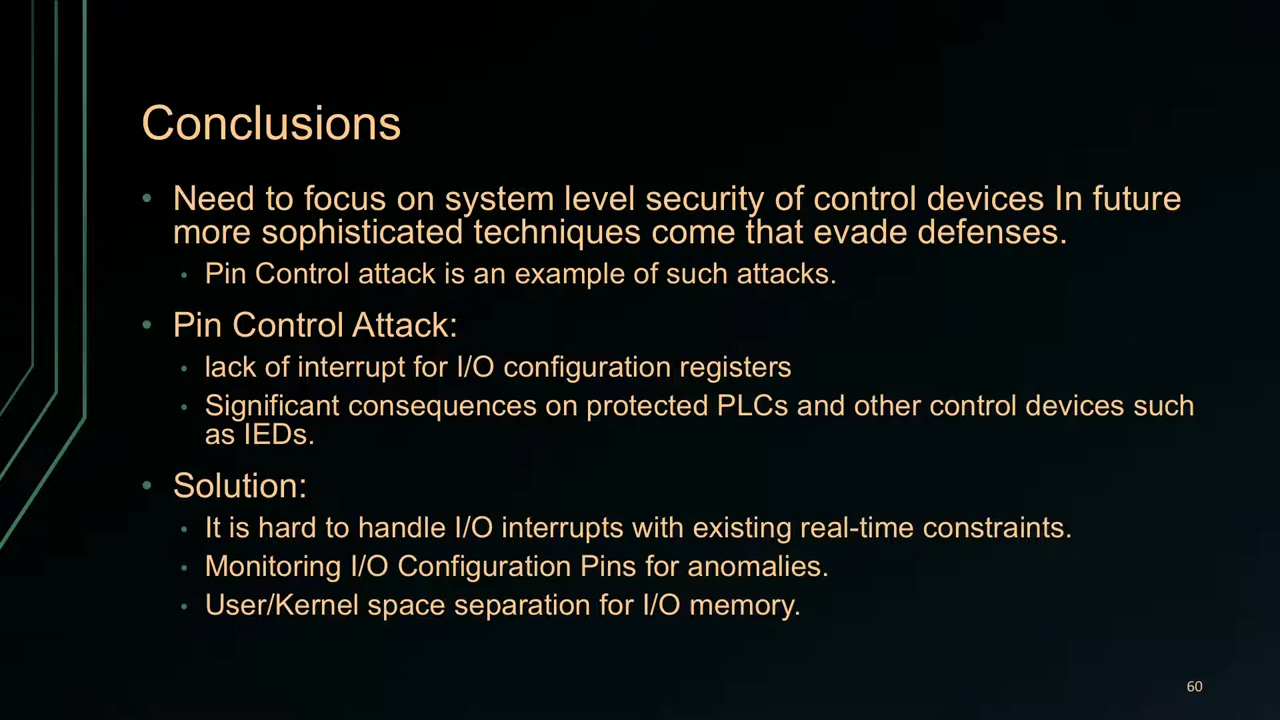 Conclusions
• Need to focus on system level security of control devices In future
more sophisticated techniques come that evade defenses.
• Pin Control attack is an example of such attacks.
• Pin Control Attack:
• lack of interrupt for I/O configuration registers
• Significant consequences on protected PLCs and other control devices such
as IEDs.
• Solution:
• It is hard to handle I/O interrupts with existing real-time constraints.
• Monitoring I/O Configuration Pins for anomalies.
• User/Kernel space separation for I/O memory.
60